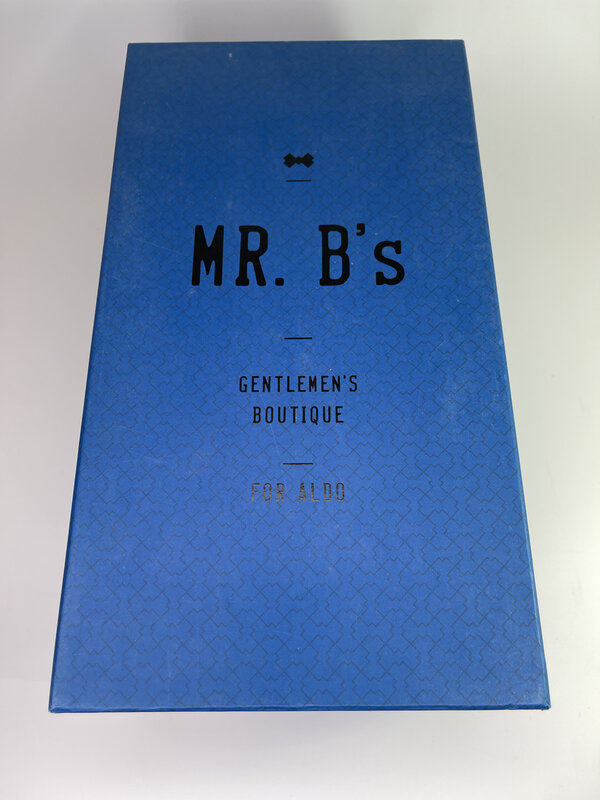 MR. B's
GENTLEMEN'S
BOUTIQUE
FOR ALDO